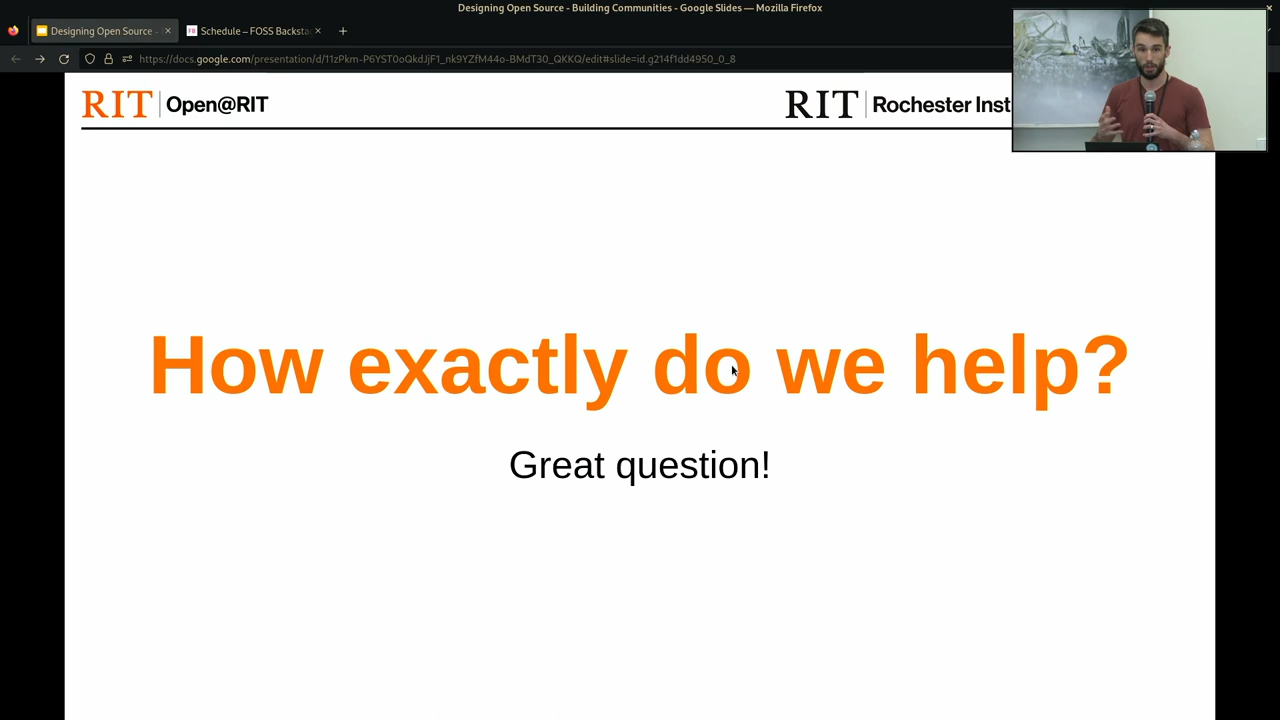 Designing Open Source - Building Communities - Google Slides — Mozilla Firefox
Designing Open Source -
Schedule – FOSS Backsta
https://docs.google.com/presentation/d/11zPkm-P6YST0oQkdJjF1_nk9YZfM44o-BMdT30_QKKQ/edit#slide=id.g214f1dd4950_0_8
RIT | Open@RIT
RIT | Rochester Inst
How exactly do we help?
Great question!